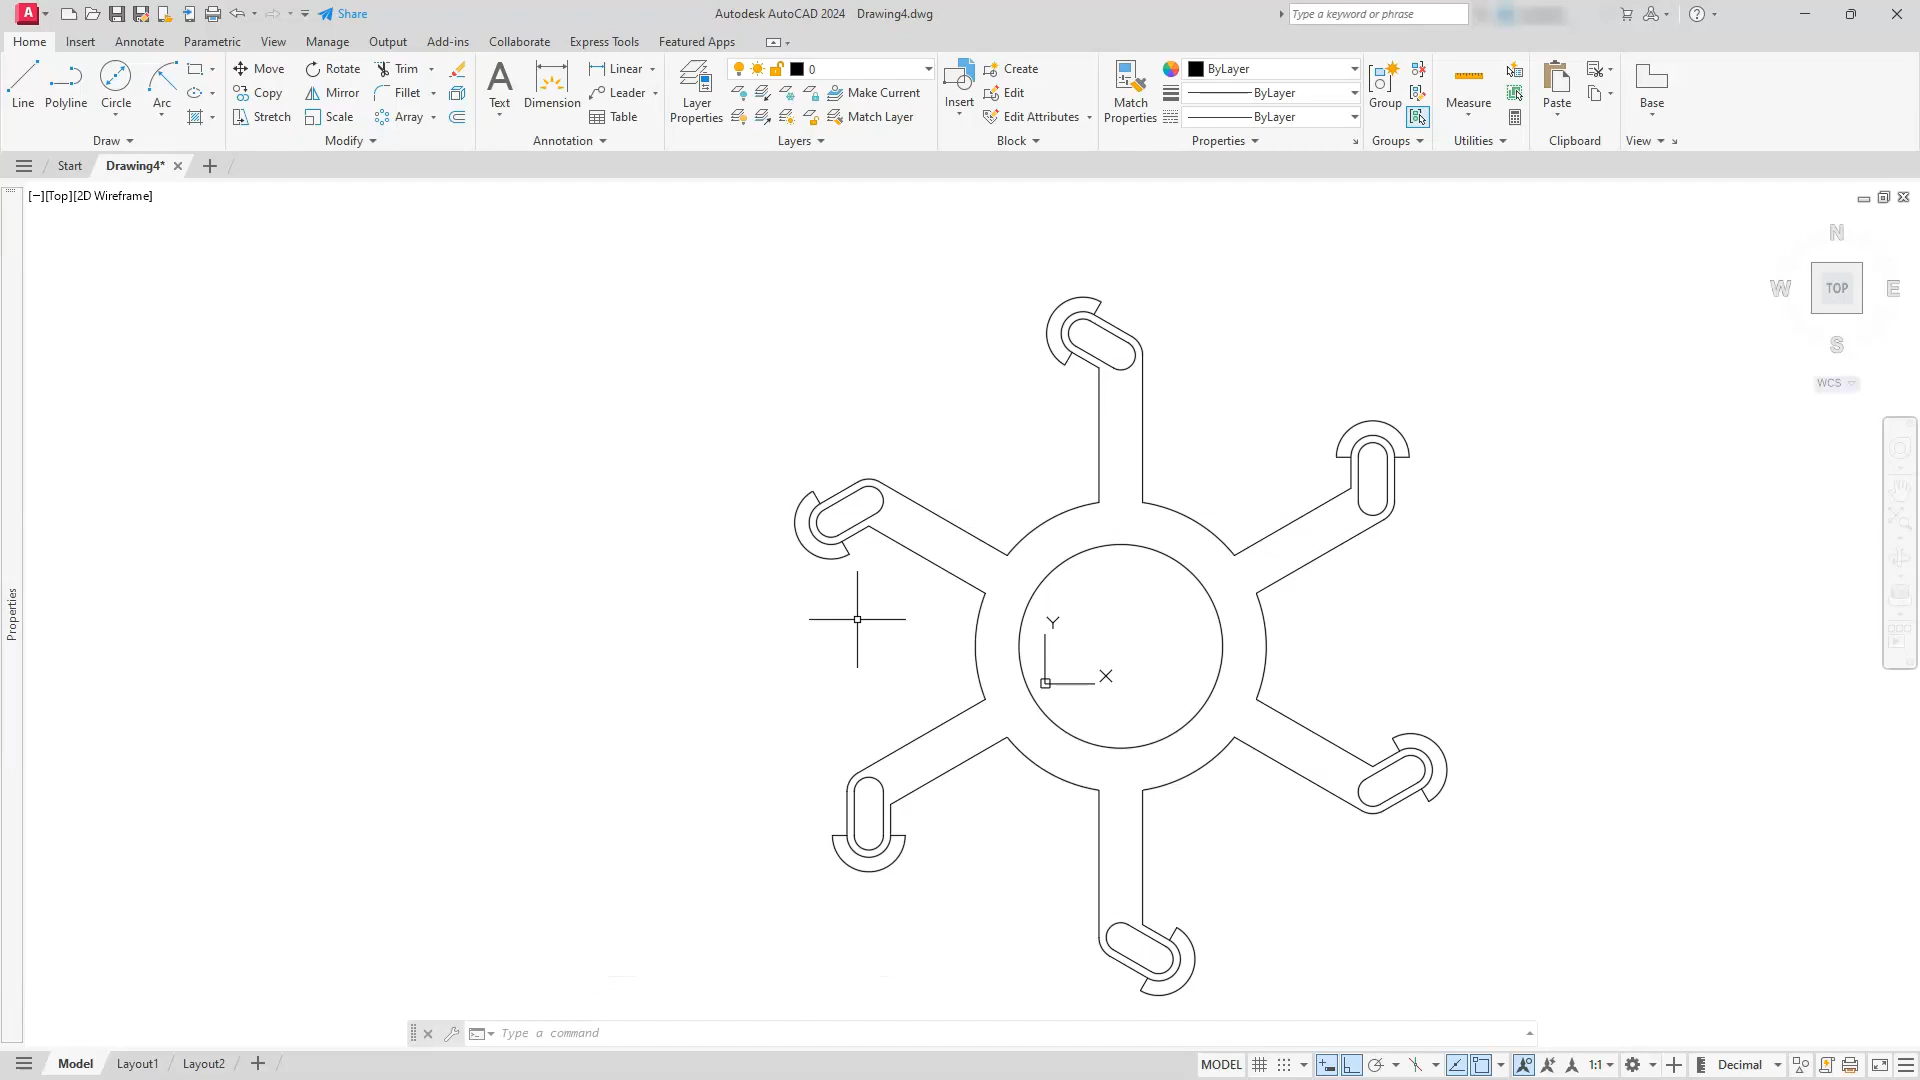 A Share Autodesk AutoCAD 2024 Drawing4.dwg Type a keyword or phrase
Home Insert Annotate Parametric View Manage Output Add-ins Collaborate Express Tools Featured Apps
Line Polyline Circle Arc
Move Rotate Trim
Copy Mirror Fillet
Stretch Scale Array
Text Dimension
Linear
Leader
Table
Layer Properties
0
Make Current
Match Layer
Insert
Create
Edit
Edit Attributes
Match Properties
ByLayer
ByLayer
ByLayer
Group
Measure
Paste
Base
Draw Modify Annotation Layers Block Properties Groups Utilities Clipboard View
Start Drawing4*
[−][Top][2D Wireframe]
N
W TOP E
S
WCS
Properties
Y
X
Type a command
Model Layout1 Layout2
MODEL 1:1 Decimal